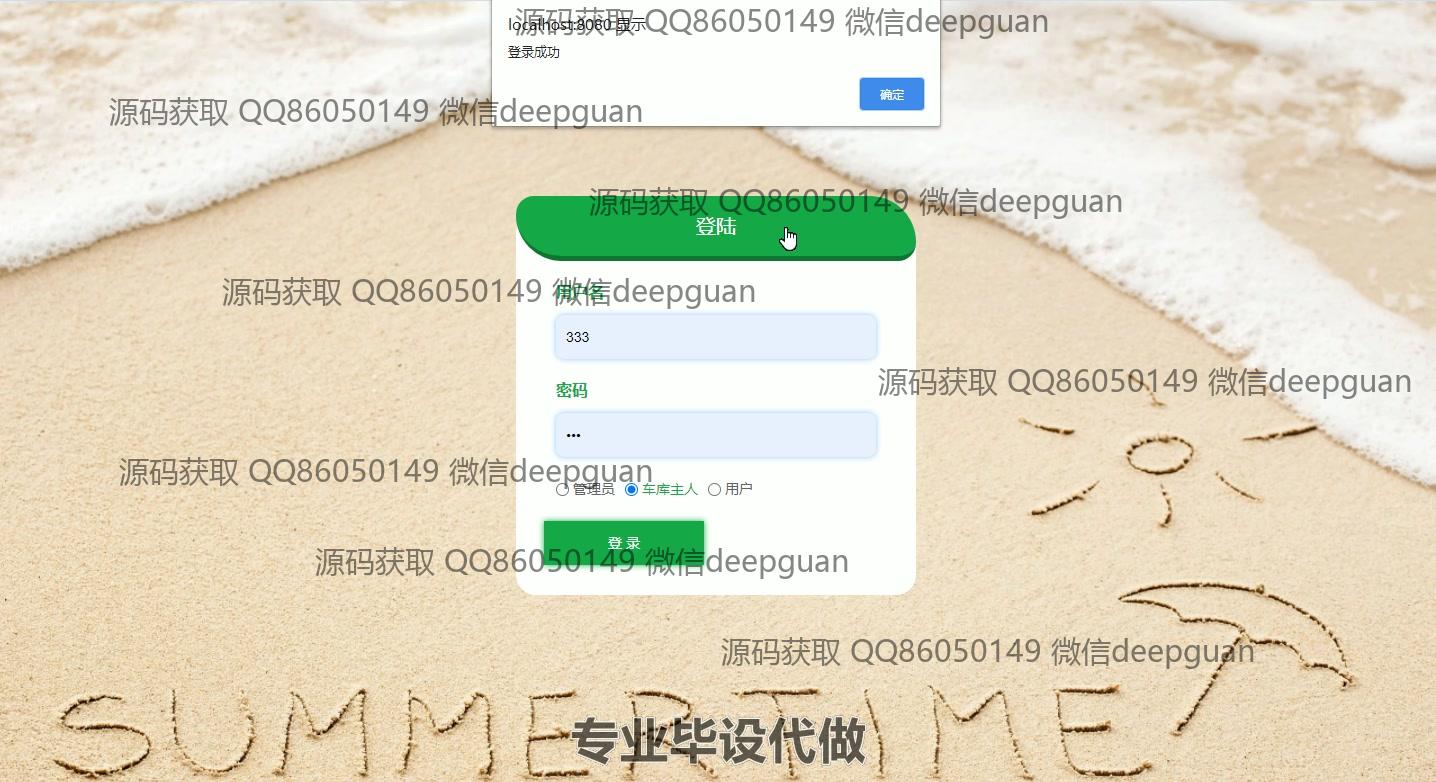 localhost:8080 显示
源码获取 QQ86050149 微信deepguan
登录成功
确定
源码获取 QQ86050149 微信deepguan
源码获取 QQ86050149 微信deepguan
登陆
源码获取 QQ86050149 微信deepguan
用户名
333
源码获取 QQ86050149 微信deepguan
密码
•••
源码获取 QQ86050149 微信deepguan
管理员 车库主人 用户
登录
源码获取 QQ86050149 微信deepguan
源码获取 QQ86050149 微信deepguan
SUMMERTIME
专业毕设代做